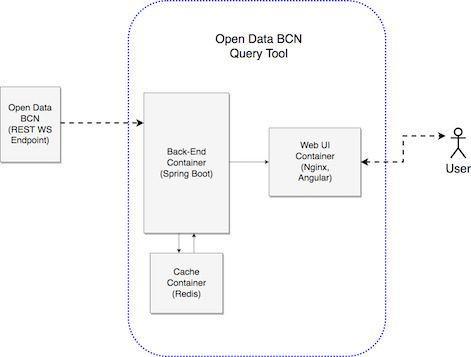 Open Data BCN
Query Tool
Open Data
BCN
(REST WS
Endpoint)
Back-End
Container
(Spring Boot)
Web UI
Container
(Nginx,
Angular)
User
Cache
Container
(Redis)